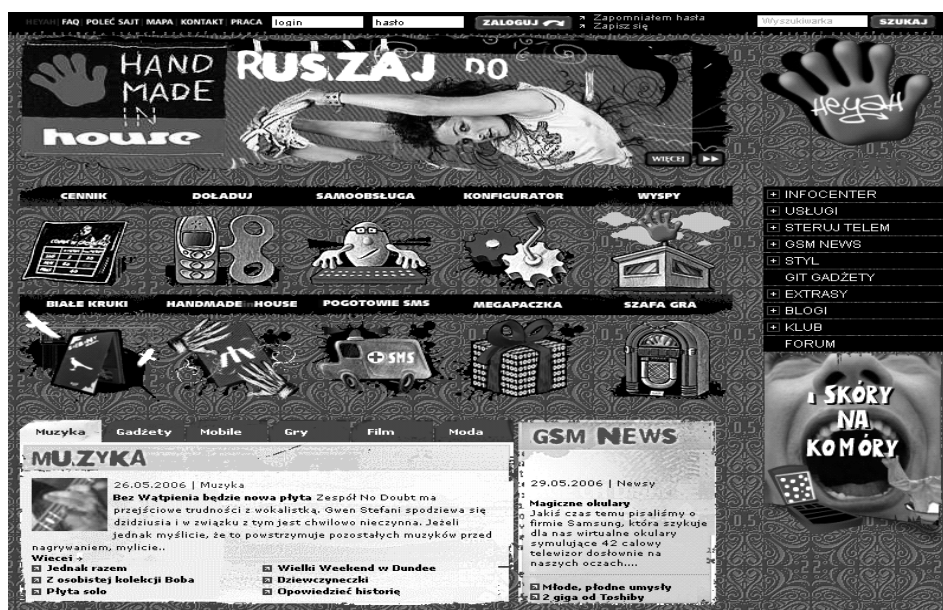 HEYAH | FAQ | POLEĆ SAJT | MAPA | KONTAKT | PRACA
login
hasło
ZALOGUJ
Zapomniałem hasła
Zapisz się
Wyszukiwarka
SZUKAJ
HAND
MADE
IN
house
RUSZAJ DO
WIĘCEJ
HEYAH
CENNIK
DOŁADUJ
SAMOOBSŁUGA
KONFIGURATOR
WYSPY
BIAŁE KRUKI
HANDMADE in HOUSE
POGOTOWIE SMS
MEGAPACZKA
SZAFA GRA
SMS
+ INFOCENTER
+ USŁUGI
+ STERUJ TELEM
+ GSM NEWS
+ STYL
GIT GADŻETY
+ EXTRASY
+ BLOGI
+ KLUB
FORUM
I SKÓRY
NA
KOMÓRY
Muzyka
Gadżety
Mobile
Gry
Film
Moda
MUZYKA
26.05.2006 | Muzyka
Bez Wątpienia będzie nowa płyta Zespół No Doubt ma
przejściowe trudności z wokalistką. Gwen Stefani spodziewa się
dzidziusia i w związku z tym jest chwilowo nieczynna. Jeżeli
jednak myślicie, że to powstrzymuje pozostałych muzyków przed
nagrywaniem, mylicie..
Wiecej
Jednak razem
Z osobistej kolekcji Boba
Płyta solo
Wielki Weekend w Dundee
Dziewczyneczki
Opowiedzieć historię
GSM NEWS
29.05.2006 | Newsy
Magiczne okulary
Jakiś czas temu pisaliśmy o
firmie Samsung, która szykuje
dla nas wirtualne okulary
symulujące 42 calowy
telewizor dosłownie na
naszych oczach....
Młode, płodne umysły
2 giga od Toshiby